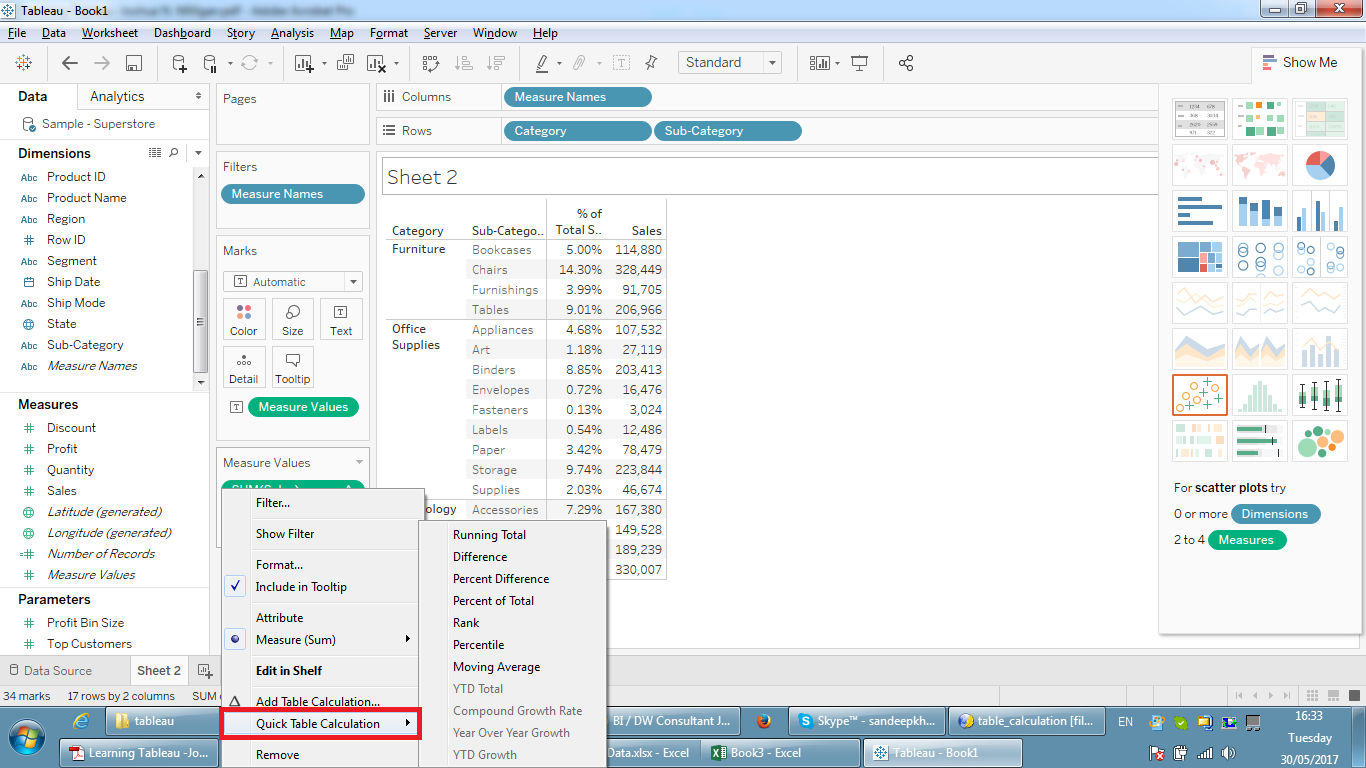 Tableau - Book1
File Data Worksheet Dashboard Story Analysis Map Format Server Window Help
Standard
Show Me
Data Analytics
Sample - Superstore
Dimensions
Abc Product ID
Abc Product Name
Abc Region
Row ID
Abc Segment
Ship Date
Abc Ship Mode
State
Abc Sub-Category
Abc Measure Names
Measures
Discount
Profit
Quantity
Sales
Latitude (generated)
Longitude (generated)
Number of Records
Measure Values
Parameters
Profit Bin Size
Top Customers
Pages
Filters
Measure Names
Marks
Automatic
Color Size Text
Detail Tooltip
Measure Values
Measure Values
Columns Measure Names
Rows Category Sub-Category
Sheet 2
% of
Category Sub-Catego.. Total S.. Sales
Furniture Bookcases 5.00% 114,880
Chairs 14.30% 328,449
Furnishings 3.99% 91,705
Tables 9.01% 206,966
Office Appliances 4.68% 107,532
Supplies Art 1.18% 27,119
Binders 8.85% 203,413
Envelopes 0.72% 16,476
Fasteners 0.13% 3,024
Labels 0.54% 12,486
Paper 3.42% 78,479
Storage 9.74% 223,844
Supplies 2.03% 46,674
ology Accessories 7.29% 167,380
149,528
189,239
330,007
Filter...
Show Filter
Format...
Include in Tooltip
Attribute
Measure (Sum)
Edit in Shelf
Add Table Calculation...
Quick Table Calculation
Remove
Running Total
Difference
Percent Difference
Percent of Total
Rank
Percentile
Moving Average
YTD Total
Compound Growth Rate
Year Over Year Growth
YTD Growth
For scatter plots try
0 or more Dimensions
2 to 4 Measures
Data Source Sheet 2
34 marks 17 rows by 2 columns SUM
tableau BI / DW Consultant J... Skype™ - sandeepkh... table_calculation [fil... EN 16:33
Tuesday
Learning Tableau -Jo... Data.xlsx - Excel Book3 - Excel Tableau - Book1 30/05/2017